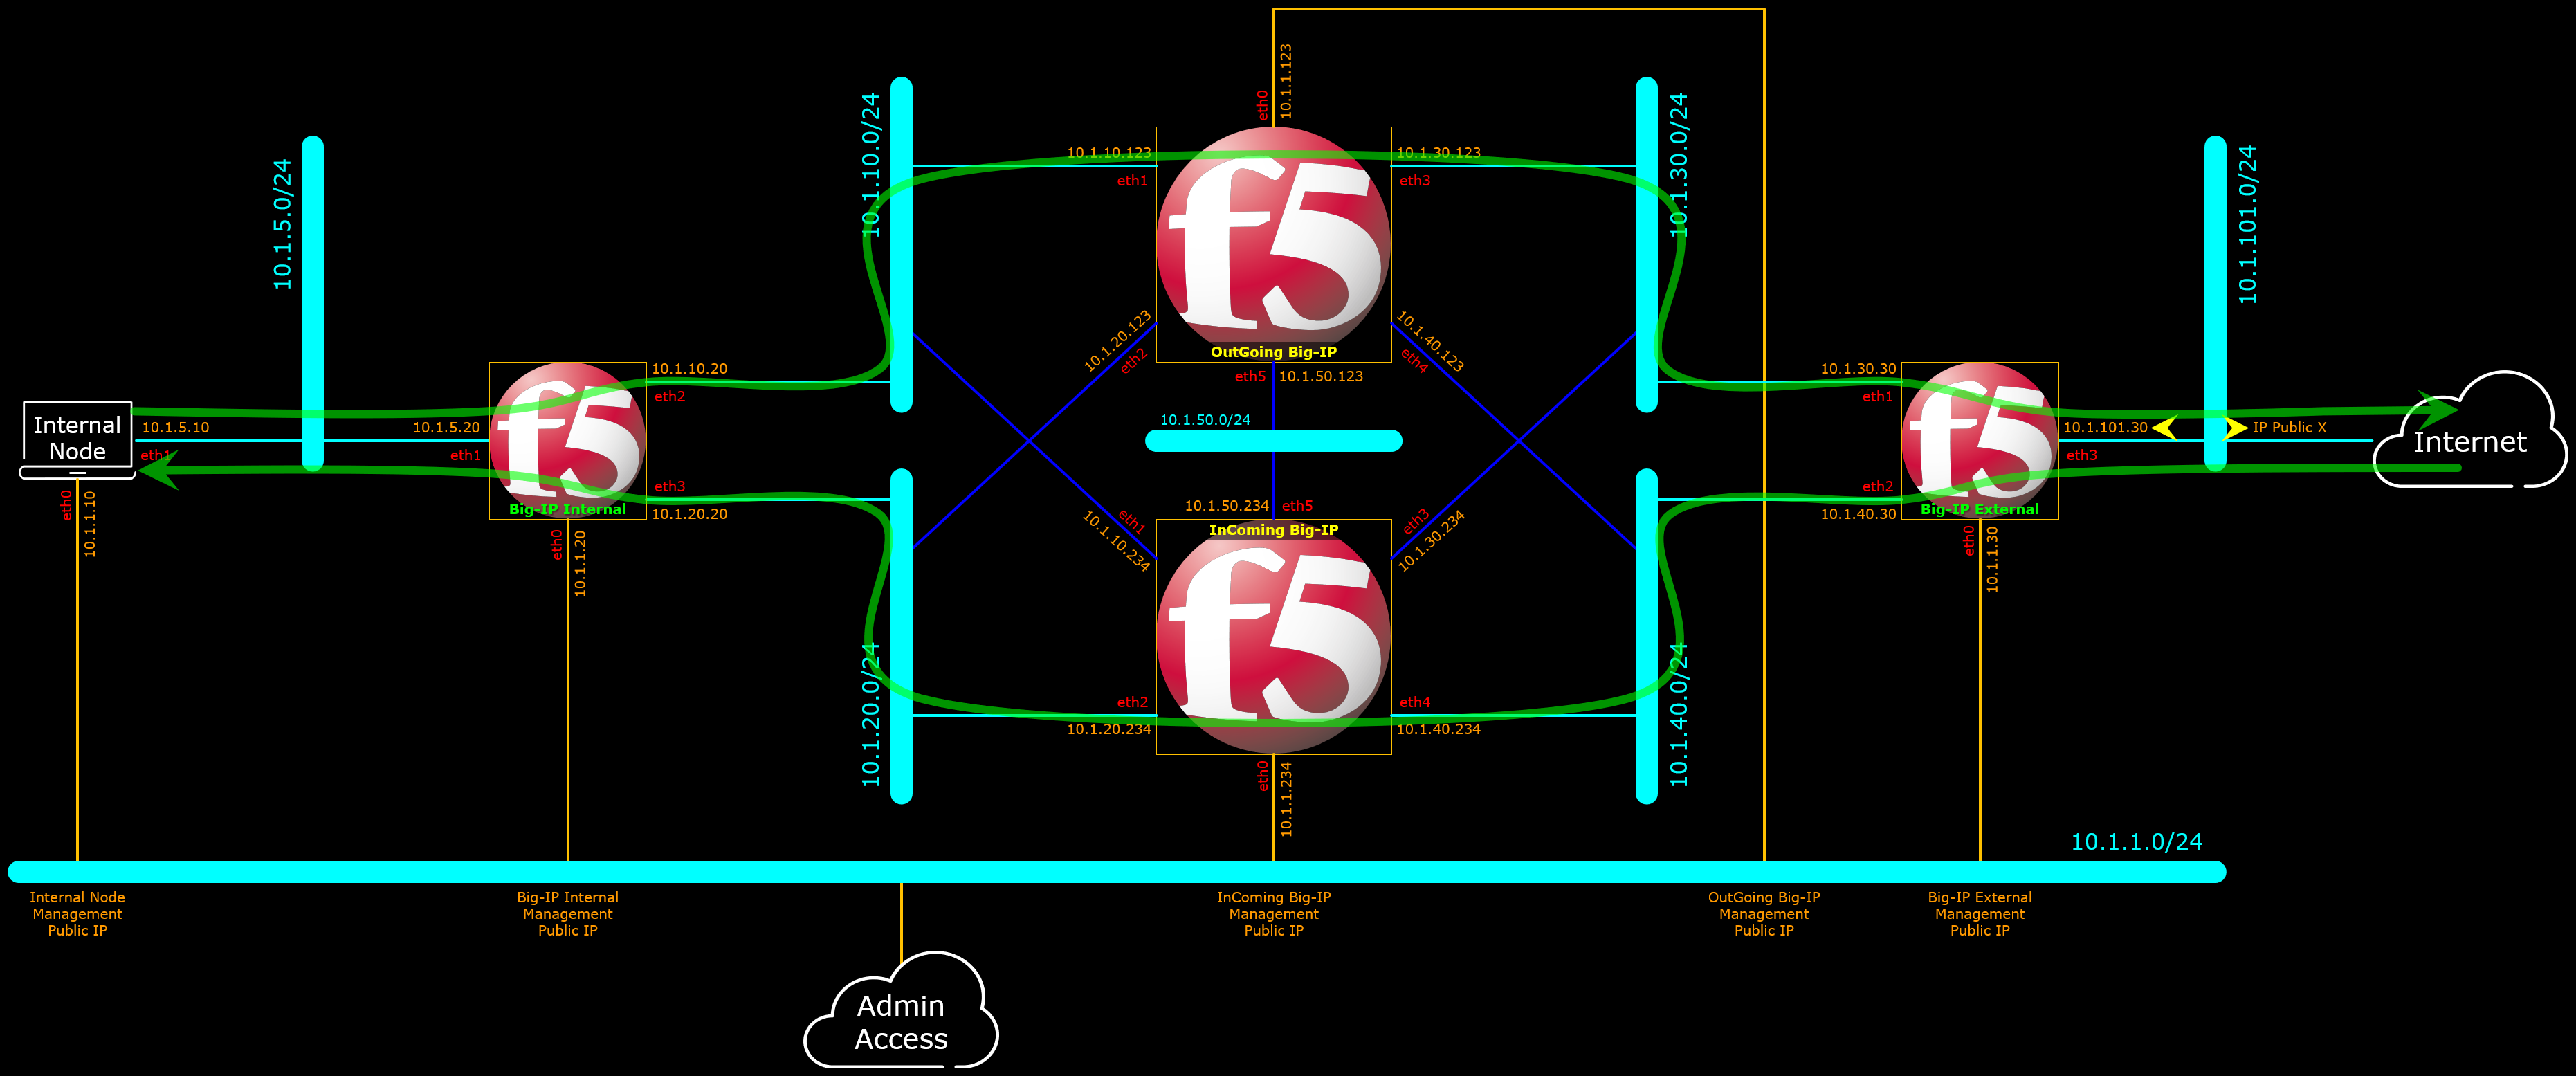 10.1.1.123
eth0
10.1.10.0/24
10.1.30.0/24
10.1.5.0/24
10.1.101.0/24
10.1.10.123
eth1
10.1.30.123
eth3
f5
OutGoing Big-IP
10.1.20.123
eth2
10.1.40.123
eth4
eth5
10.1.50.123
10.1.50.0/24
Internal
Node
10.1.5.10
eth1
eth0
10.1.1.10
10.1.5.20
eth1
f5
Big-IP Internal
10.1.10.20
eth2
eth3
10.1.20.20
eth0
10.1.1.20
10.1.50.234
eth5
InComing Big-IP
f5
eth1
10.1.10.234
eth3
10.1.30.234
eth2
10.1.20.234
eth4
10.1.40.234
eth0
10.1.1.234
10.1.20.0/24
10.1.40.0/24
10.1.30.30
eth1
eth2
10.1.40.30
f5
Big-IP External
eth0
10.1.1.30
10.1.101.30
eth3
IP Public X
Internet
10.1.1.0/24
Internal Node
Management
Public IP
Big-IP Internal
Management
Public IP
InComing Big-IP
Management
Public IP
OutGoing Big-IP
Management
Public IP
Big-IP External
Management
Public IP
Admin
Access